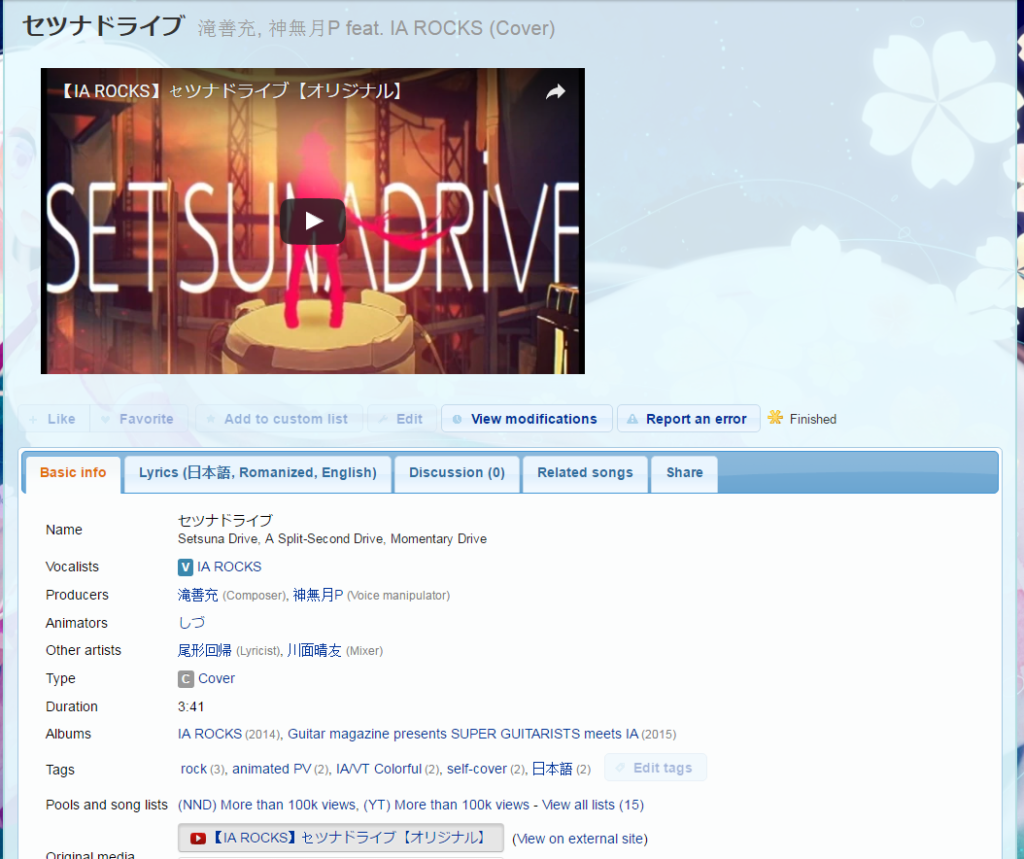 セツナドライブ 滝善充, 神無月P feat. IA ROCKS (Cover)
【IA ROCKS】セツナドライブ【オリジナル】
SETSUNADRiVE
Like Favorite Add to custom list Edit View modifications Report an error Finished
Basic info Lyrics (日本語, Romanized, English) Discussion (0) Related songs Share
Name セツナドライブ
Setsuna Drive, A Split-Second Drive, Momentary Drive
Vocalists V IA ROCKS
Producers 滝善充 (Composer), 神無月P (Voice manipulator)
Animators しづ
Other artists 尾形回帰 (Lyricist), 川面晴友 (Mixer)
Type C Cover
Duration 3:41
Albums IA ROCKS (2014), Guitar magazine presents SUPER GUITARISTS meets IA (2015)
Tags rock (3), animated PV (2), IA/VT Colorful (2), self-cover (2), 日本語 (2) Edit tags
Pools and song lists (NND) More than 100k views, (YT) More than 100k views - View all lists (15)
【IA ROCKS】セツナドライブ【オリジナル】 (View on external site)
Original media